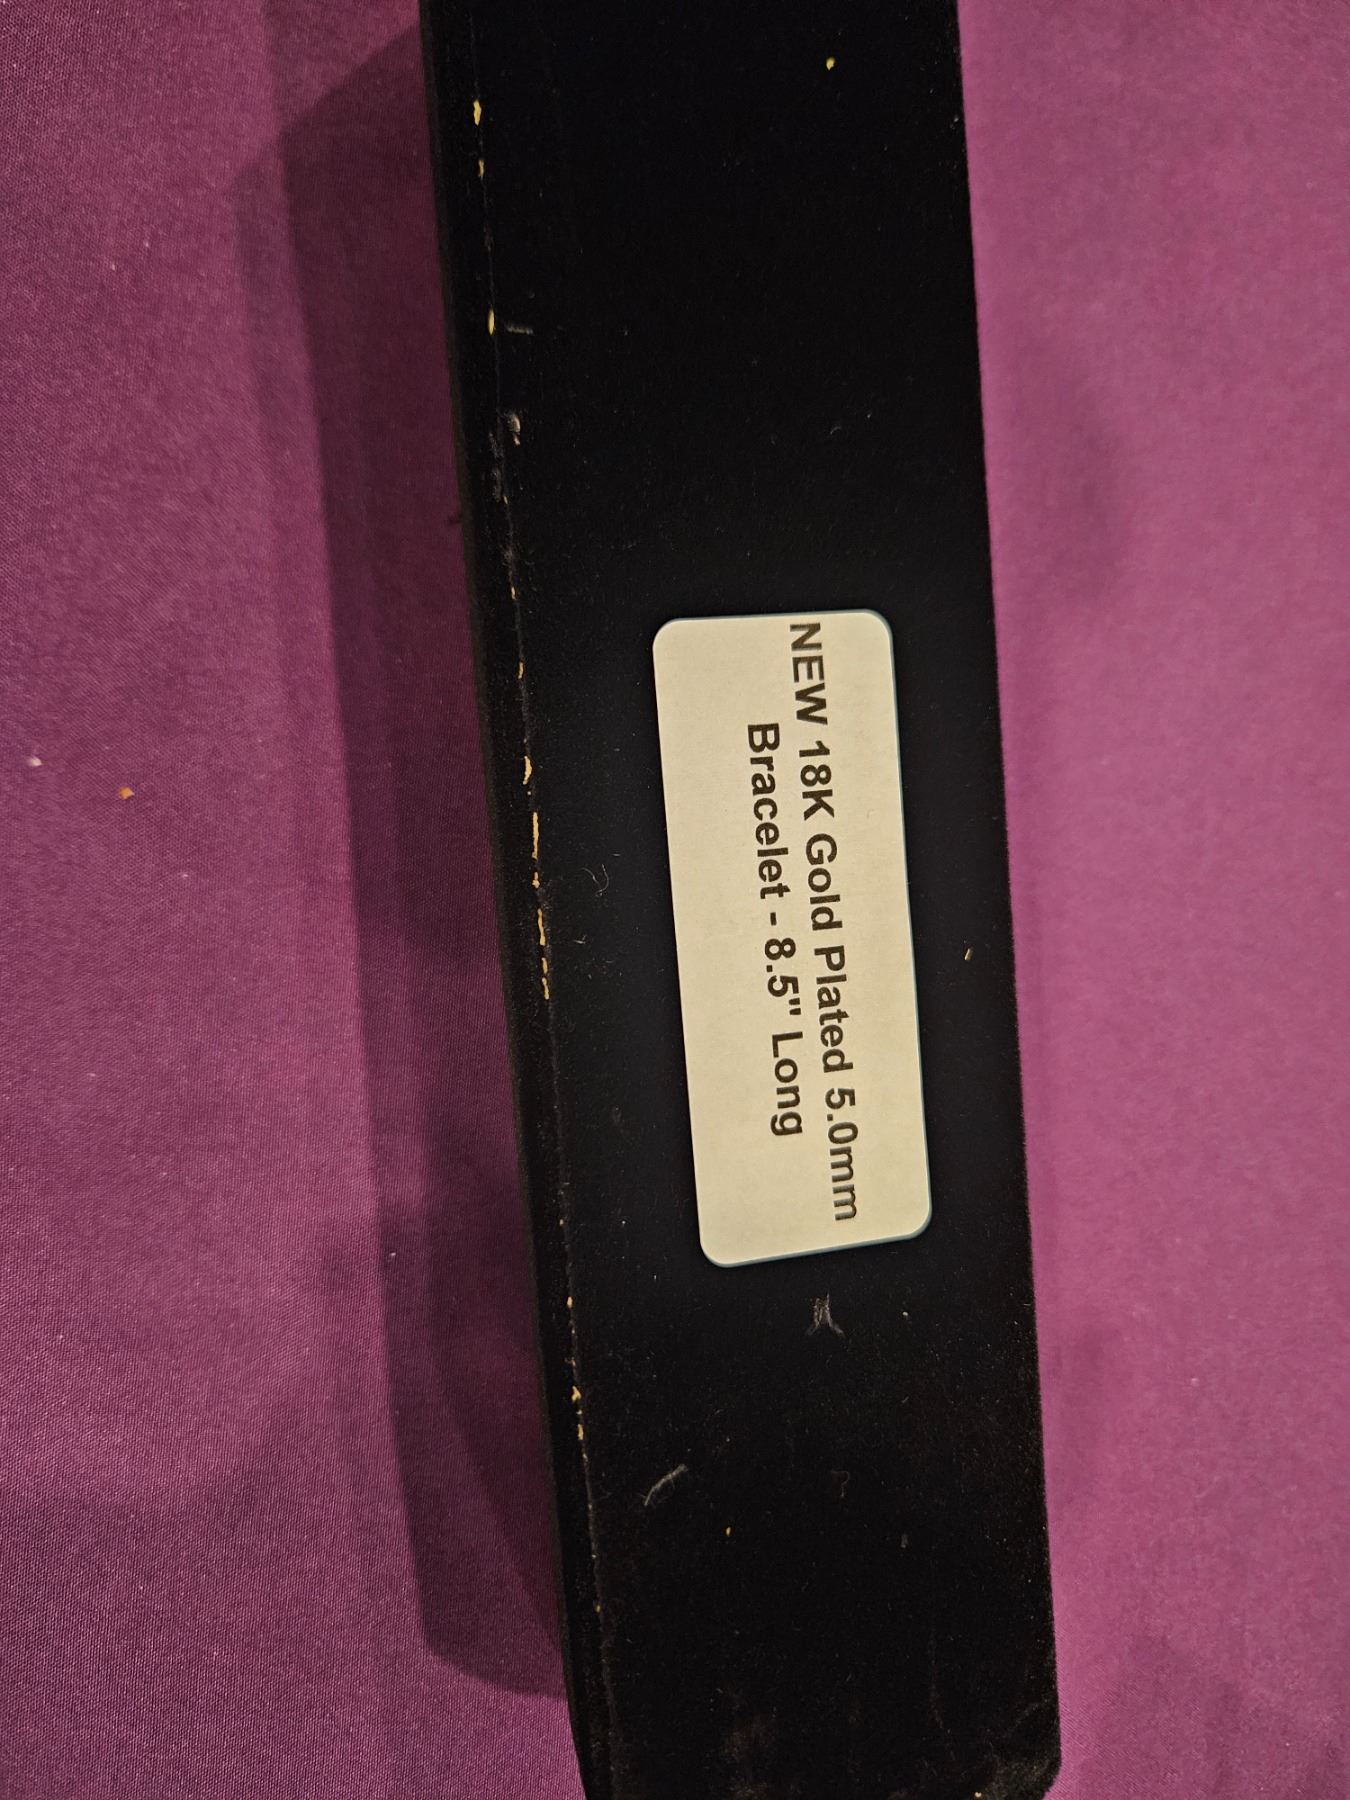 NEW 18K Gold Plated 5.0mm
Bracelet - 8.5" Long